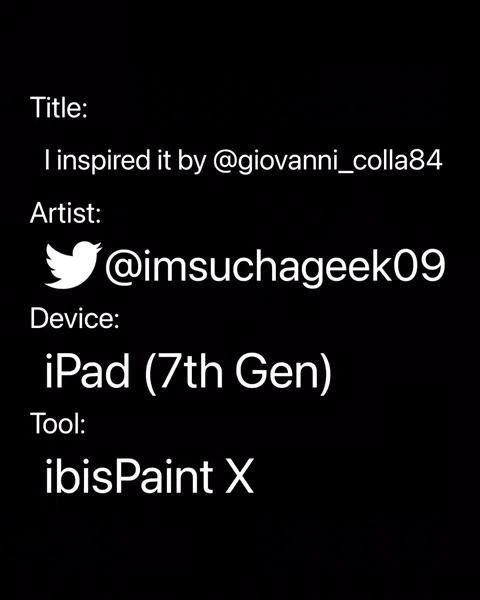 Title:
I inspired it by @giovanni_colla84
Artist:
@imsuchageek09
Device:
iPad (7th Gen)
Tool:
ibisPaint X